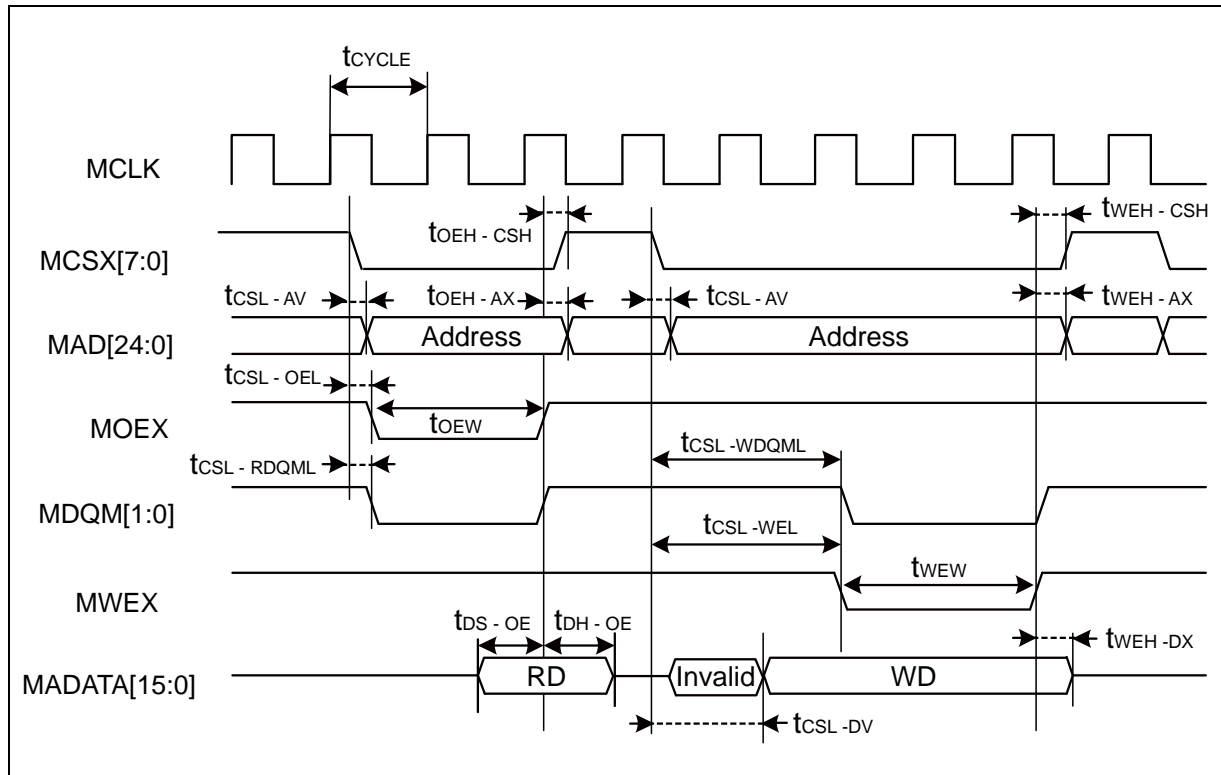 tCYCLE
MCLK
tOEH - CSH
tWEH - CSH
MCSX[7:0]
tCSL - AV
tOEH - AX
tCSL - AV
tWEH - AX
MAD[24:0]
Address
Address
tCSL - OEL
MOEX
tOEW
tCSL -WDQML
tCSL - RDQML
MDQM[1:0]
tCSL -WEL
tWEW
MWEX
tDS - OE
tDH - OE
tWEH -DX
MADATA[15:0]
RD
Invalid
WD
tCSL -DV